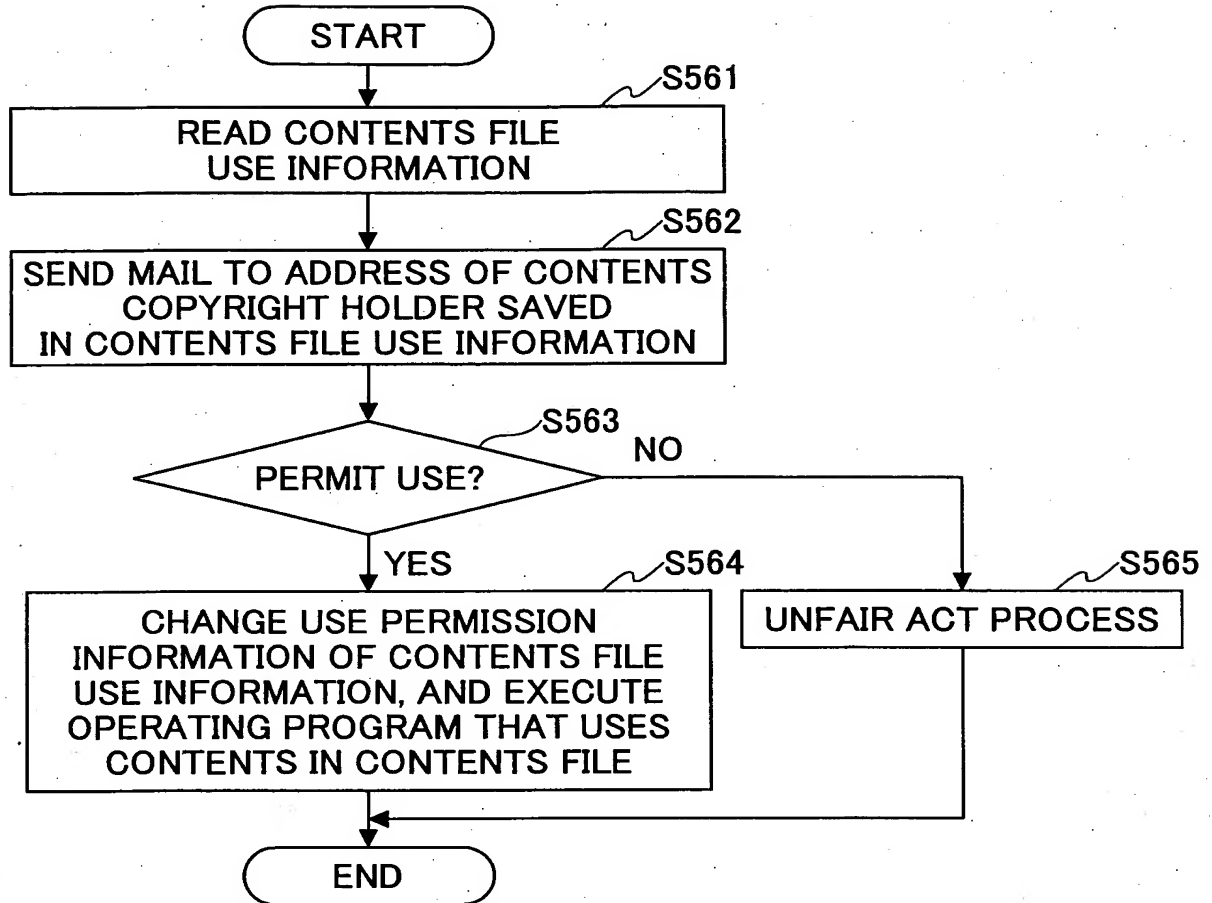 START
S561
READ CONTENTS FILE
USE INFORMATION
S562
SEND MAIL TO ADDRESS OF CONTENTS
COPYRIGHT HOLDER SAVED
IN CONTENTS FILE USE INFORMATION
S563
PERMIT USE?
NO
YES
S564
CHANGE USE PERMISSION
INFORMATION OF CONTENTS FILE
USE INFORMATION, AND EXECUTE
OPERATING PROGRAM THAT USES
CONTENTS IN CONTENTS FILE
S565
UNFAIR ACT PROCESS
END